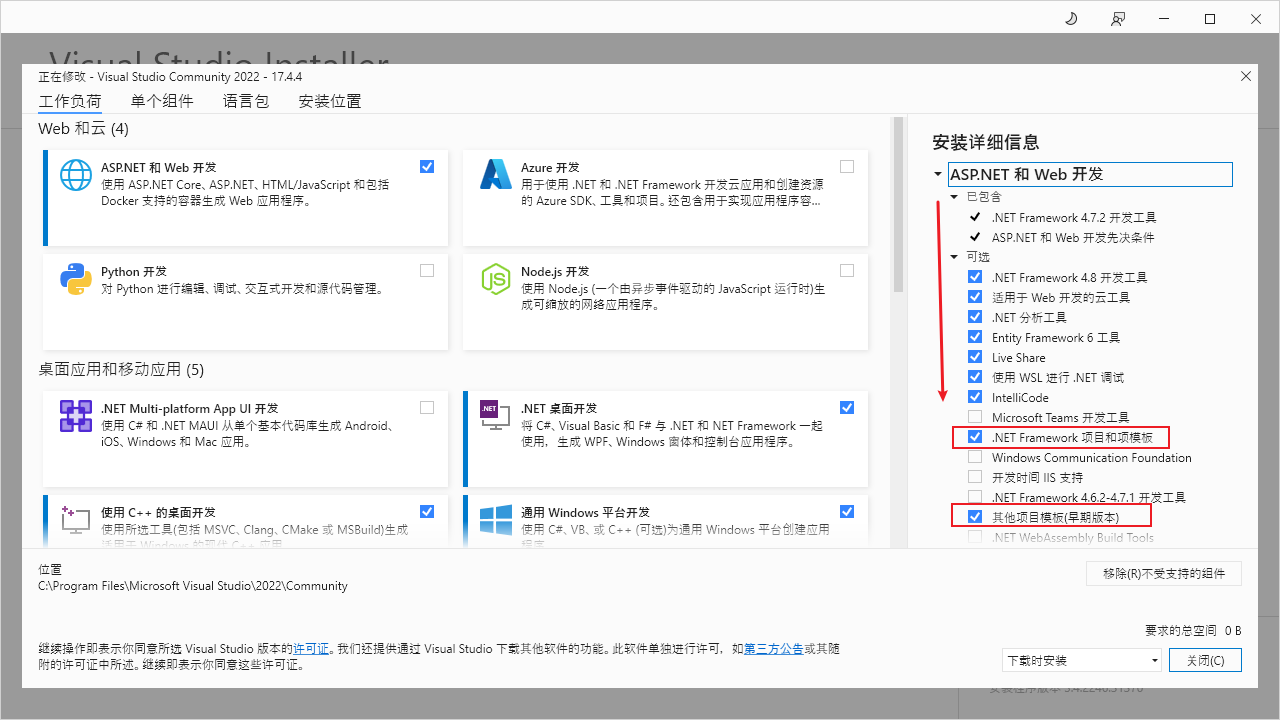 Visual Studio Installer
正在修改 - Visual Studio Community 2022 - 17.4.4
工作负荷 单个组件 语言包 安装位置
Web 和云 (4)
ASP.NET 和 Web 开发
使用 ASP.NET Core、ASP.NET、HTML/JavaScript 和包括
Docker 支持的容器生成 Web 应用程序。
Azure 开发
用于使用 .NET 和 .NET Framework 开发云应用和创建资源
的 Azure SDK、工具和项目。还包含用于实现应用程序容...
Python 开发
对 Python 进行编辑、调试、交互式开发和源代码管理。
Node.js 开发
使用 Node.js (一个由异步事件驱动的 JavaScript 运行时)生
成可缩放的网络应用程序。
桌面应用和移动应用 (5)
.NET Multi-platform App UI 开发
使用 C# 和 .NET MAUI 从单个基本代码库生成 Android、
iOS、Windows 和 Mac 应用。
.NET
.NET 桌面开发
将 C#、Visual Basic 和 F# 与 .NET 和 NET Framework 一起
使用，生成 WPF、Windows 窗体和控制台应用程序。
使用 C++ 的桌面开发
使用所选工具(包括 MSVC、Clang、CMake 或 MSBuild)生成
适用于 Windows 的现代 C++ 应用
通用 Windows 平台开发
使用 C#、VB、或 C++ (可选)为通用 Windows 平台创建应用
程序
安装详细信息
ASP.NET 和 Web 开发
已包含
.NET Framework 4.7.2 开发工具
ASP.NET 和 Web 开发先决条件
可选
.NET Framework 4.8 开发工具
适用于 Web 开发的云工具
.NET 分析工具
Entity Framework 6 工具
Live Share
使用 WSL 进行 .NET 调试
IntelliCode
Microsoft Teams 开发工具
.NET Framework 项目和项模板
Windows Communication Foundation
开发时间 IIS 支持
.NET Framework 4.6.2-4.7.1 开发工具
其他项目模板(早期版本)
.NET WebAssembly Build Tools
位置
C:\Program Files\Microsoft Visual Studio\2022\Community
移除(R)不受支持的组件
要求的总空间 0 B
继续操作即表示你同意所选 Visual Studio 版本的许可证。我们还提供通过 Visual Studio 下载其他软件的功能。此软件单独进行许可，如第三方公告或其随
附的许可证中所述。继续即表示你同意这些许可证。
下载时安装
关闭(C)